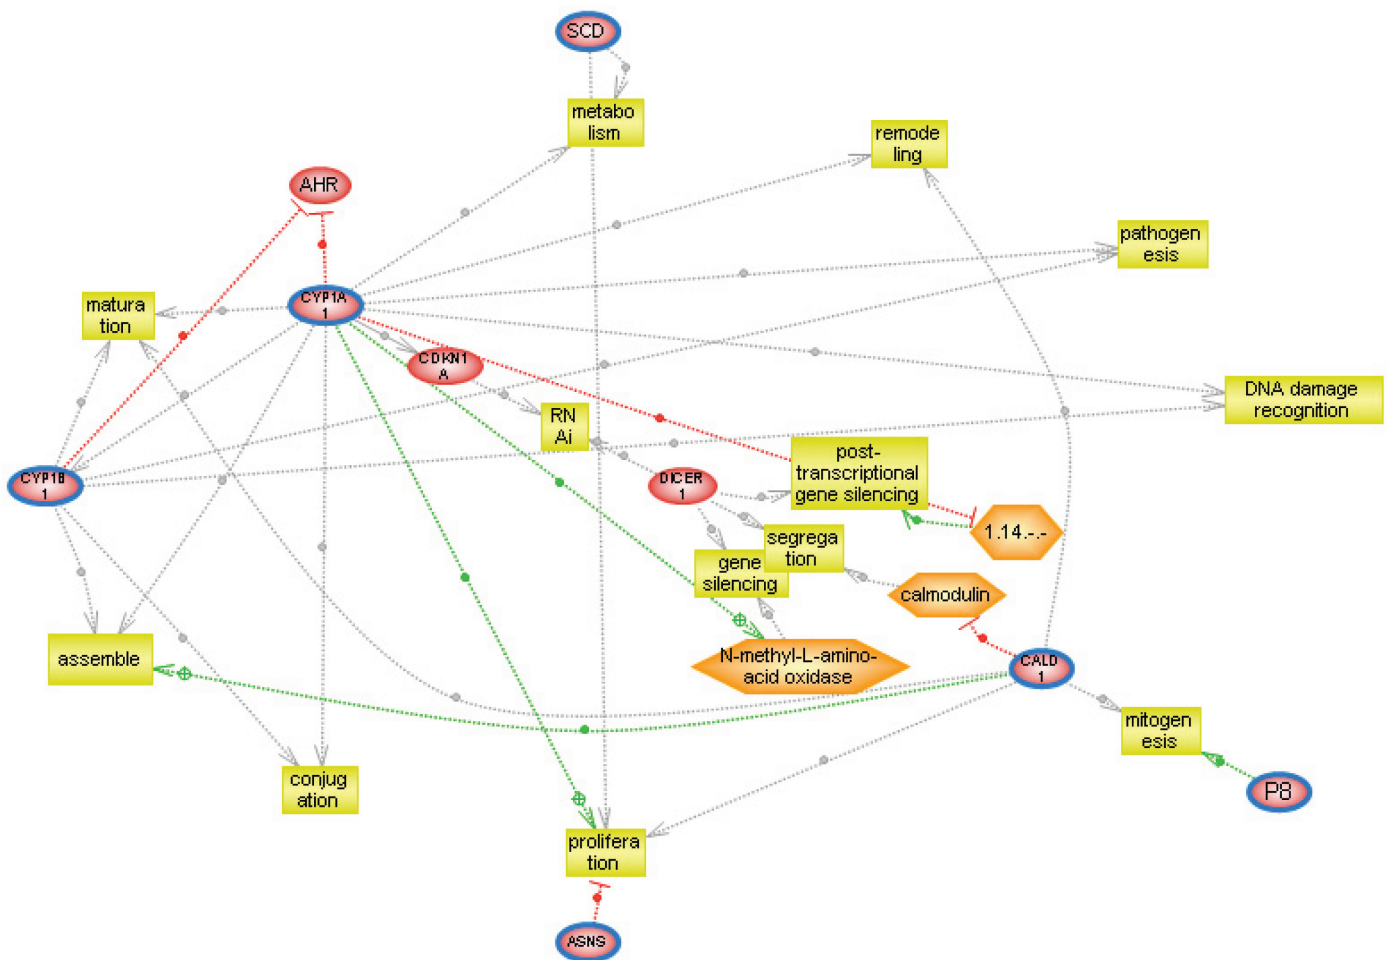 SCD
metabo
lism
remode
ling
AHR
pathogen
esis
CYP1A
1
matura
tion
CDKN1
A
DNA damage
recognition
RN
Ai
post-
transcriptional
gene silencing
CYP1B
1
DICER
1
1.14.-.-
segrega
tion
gene
silencing
calmodulin
assemble
N-methyl-L-amino-
acid oxidase
CALD
1
mitogen
esis
conjug
ation
P8
prolifera
tion
ASNS